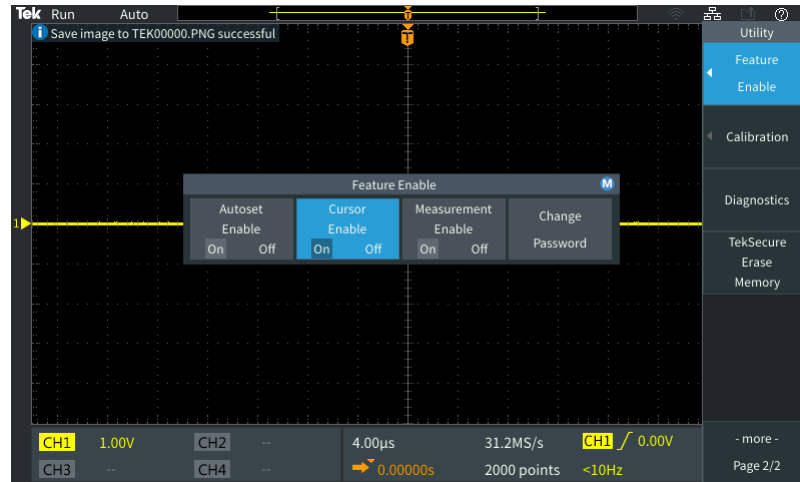 Tek Run Auto
T
Save image to TEK00000.PNG successful
T
Utility
Feature
Enable
Calibration
Diagnostics
TekSecure
Erase
Memory
- more -
Page 2/2
Feature Enable
M
Autoset
Enable
On Off
Cursor
Enable
On Off
Measurement
Enable
On Off
Change
Password
1
CH1 1.00V CH2 -- 4.00µs 31.2MS/s CH1 0.00V
CH3 -- CH4 -- 0.00000s 2000 points <10Hz